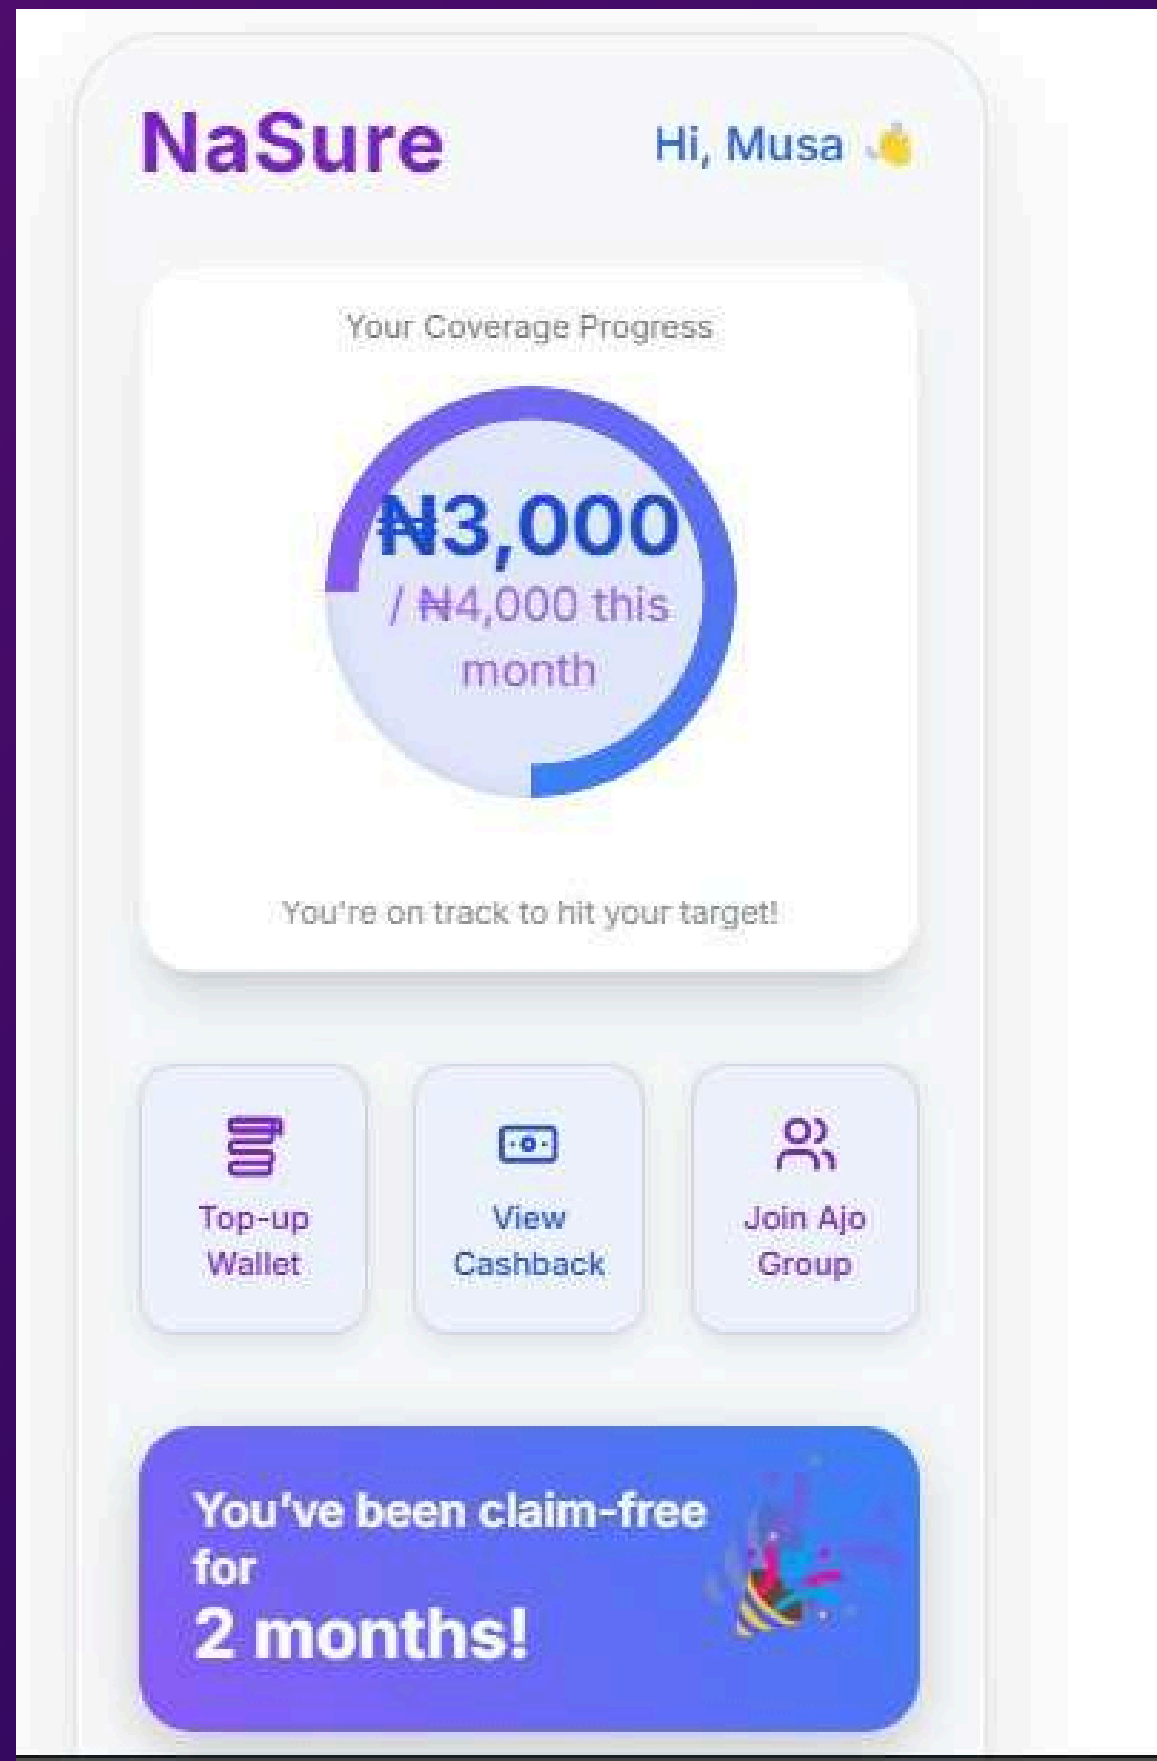 NaSure
Hi, Musa 👋
Your Coverage Progress
₦3,000
/ ₦4,000 this
month
You're on track to hit your target!
Top-up
Wallet
View
Cashback
Join Ajo
Group
You've been claim-free
for
2 months!